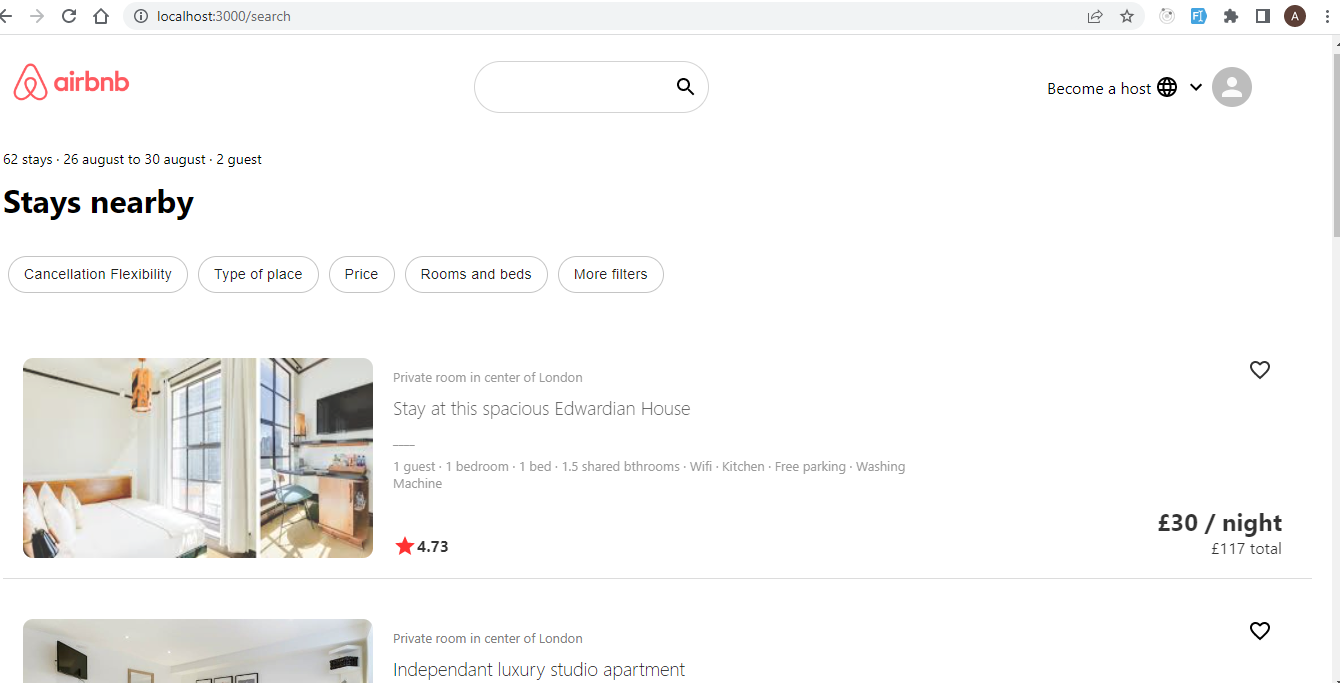 localhost:3000/search
A
airbnb
Become a host
62 stays · 26 august to 30 august · 2 guest
Stays nearby
Cancellation Flexibility
Type of place
Price
Rooms and beds
More filters
Private room in center of London
Stay at this spacious Edwardian House
1 guest · 1 bedroom · 1 bed · 1.5 shared bthrooms · Wifi · Kitchen · Free parking · Washing
Machine
4.73
£30 / night
£117 total
Private room in center of London
Independant luxury studio apartment